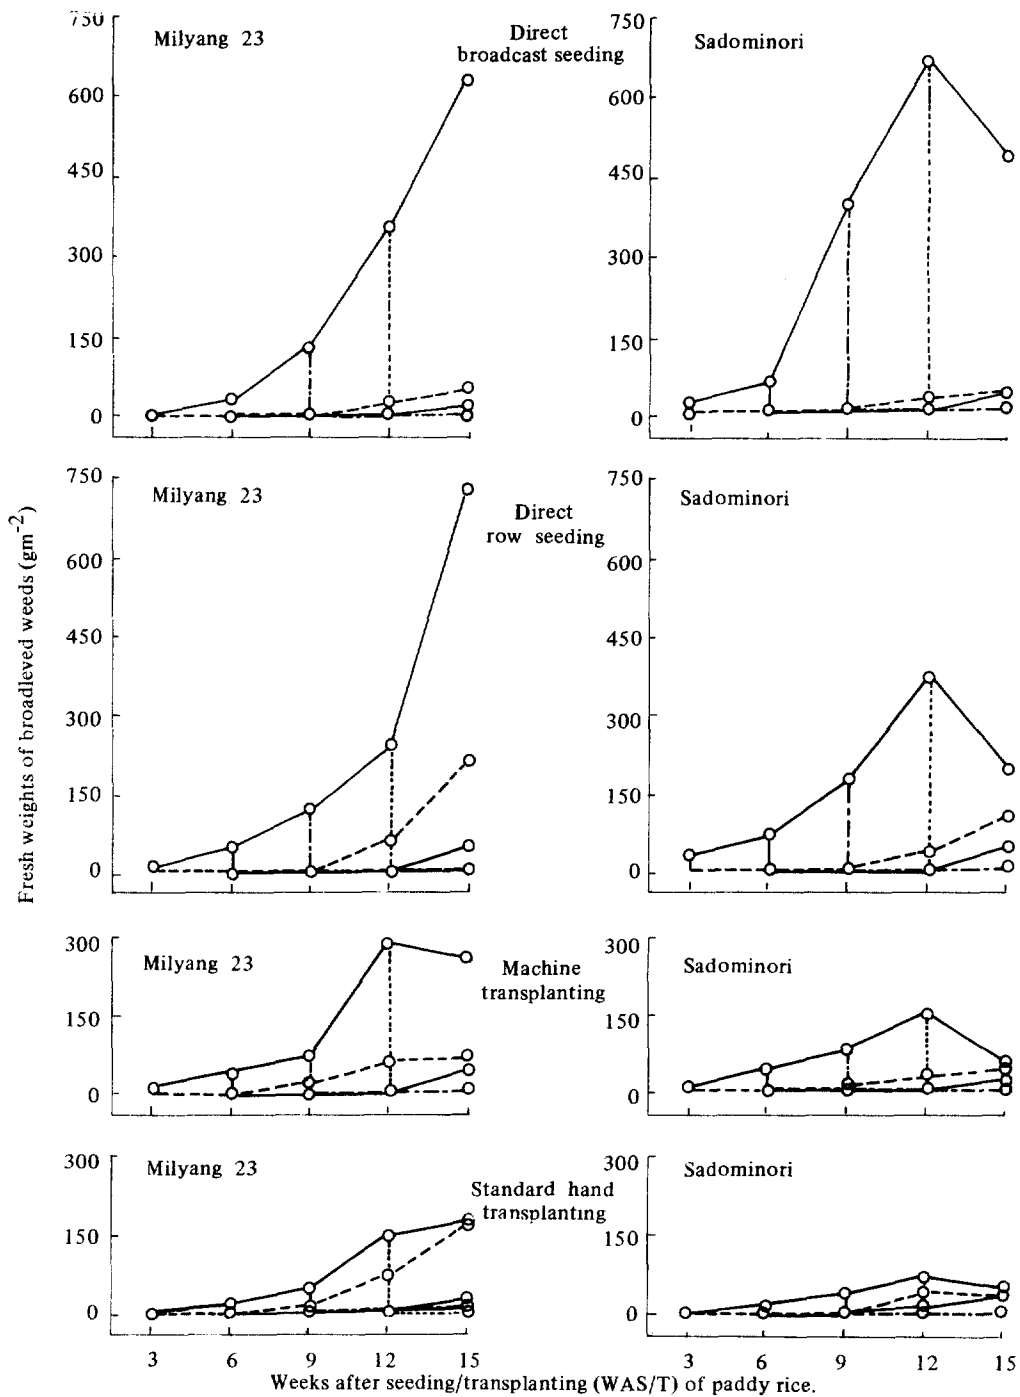 750
600
450
300
150
0
Milyang 23
Direct
broadcast seeding
750
600
450
300
150
0
Sadominori
750
600
450
300
150
0
Milyang 23
Direct
row seeding
750
600
450
300
150
0
Sadominori
Fresh weights of broadleved weeds (gm⁻²)
300
150
0
Milyang 23
Machine
transplanting
300
150
0
Sadominori
300
150
0
Milyang 23
Standard hand
transplanting
300
150
0
Sadominori
3 6 9 12 15 3 6 9 12 15
Weeks after seeding/transplanting (WAS/T) of paddy rice.